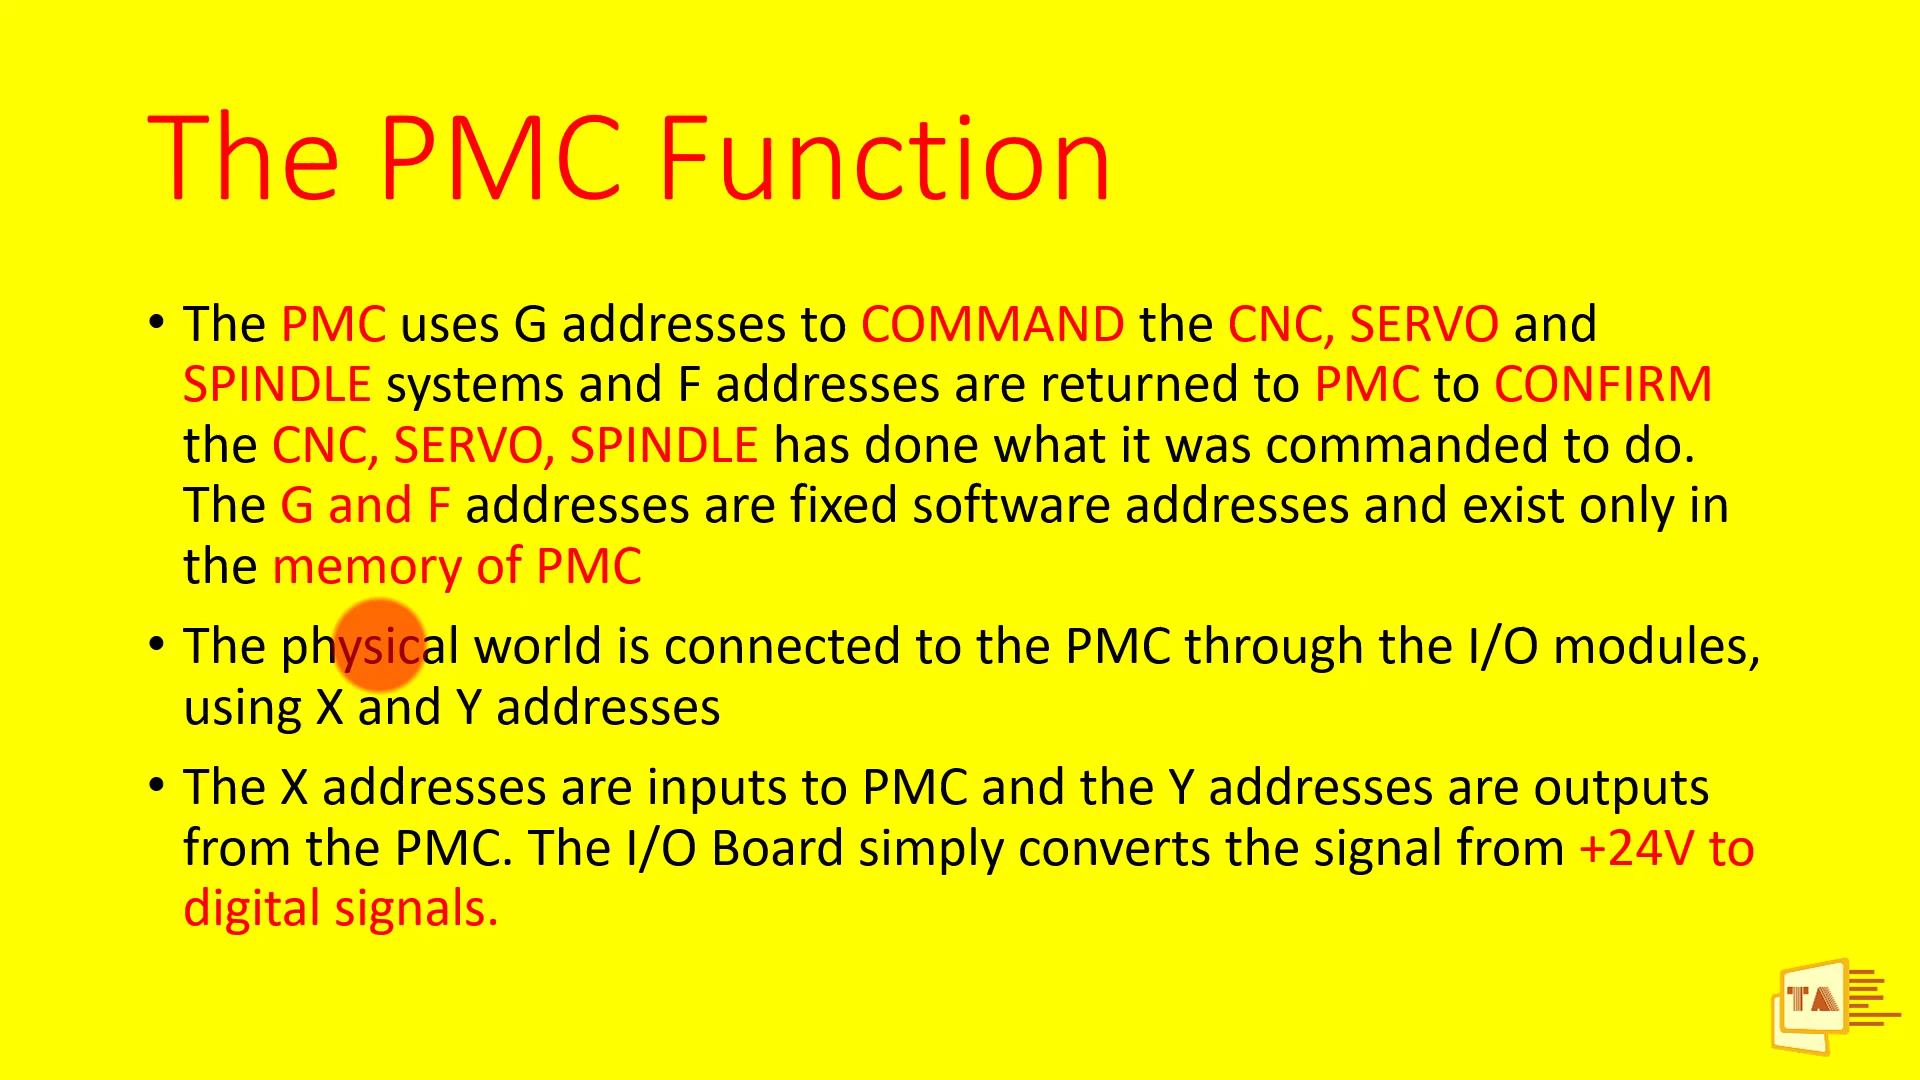 The PMC Function
• The PMC uses G addresses to COMMAND the CNC, SERVO and
SPINDLE systems and F addresses are returned to PMC to CONFIRM
the CNC, SERVO, SPINDLE has done what it was commanded to do.
The G and F addresses are fixed software addresses and exist only in
the memory of PMC
• The physical world is connected to the PMC through the I/O modules,
using X and Y addresses
• The X addresses are inputs to PMC and the Y addresses are outputs
from the PMC. The I/O Board simply converts the signal from +24V to
digital signals.
TA